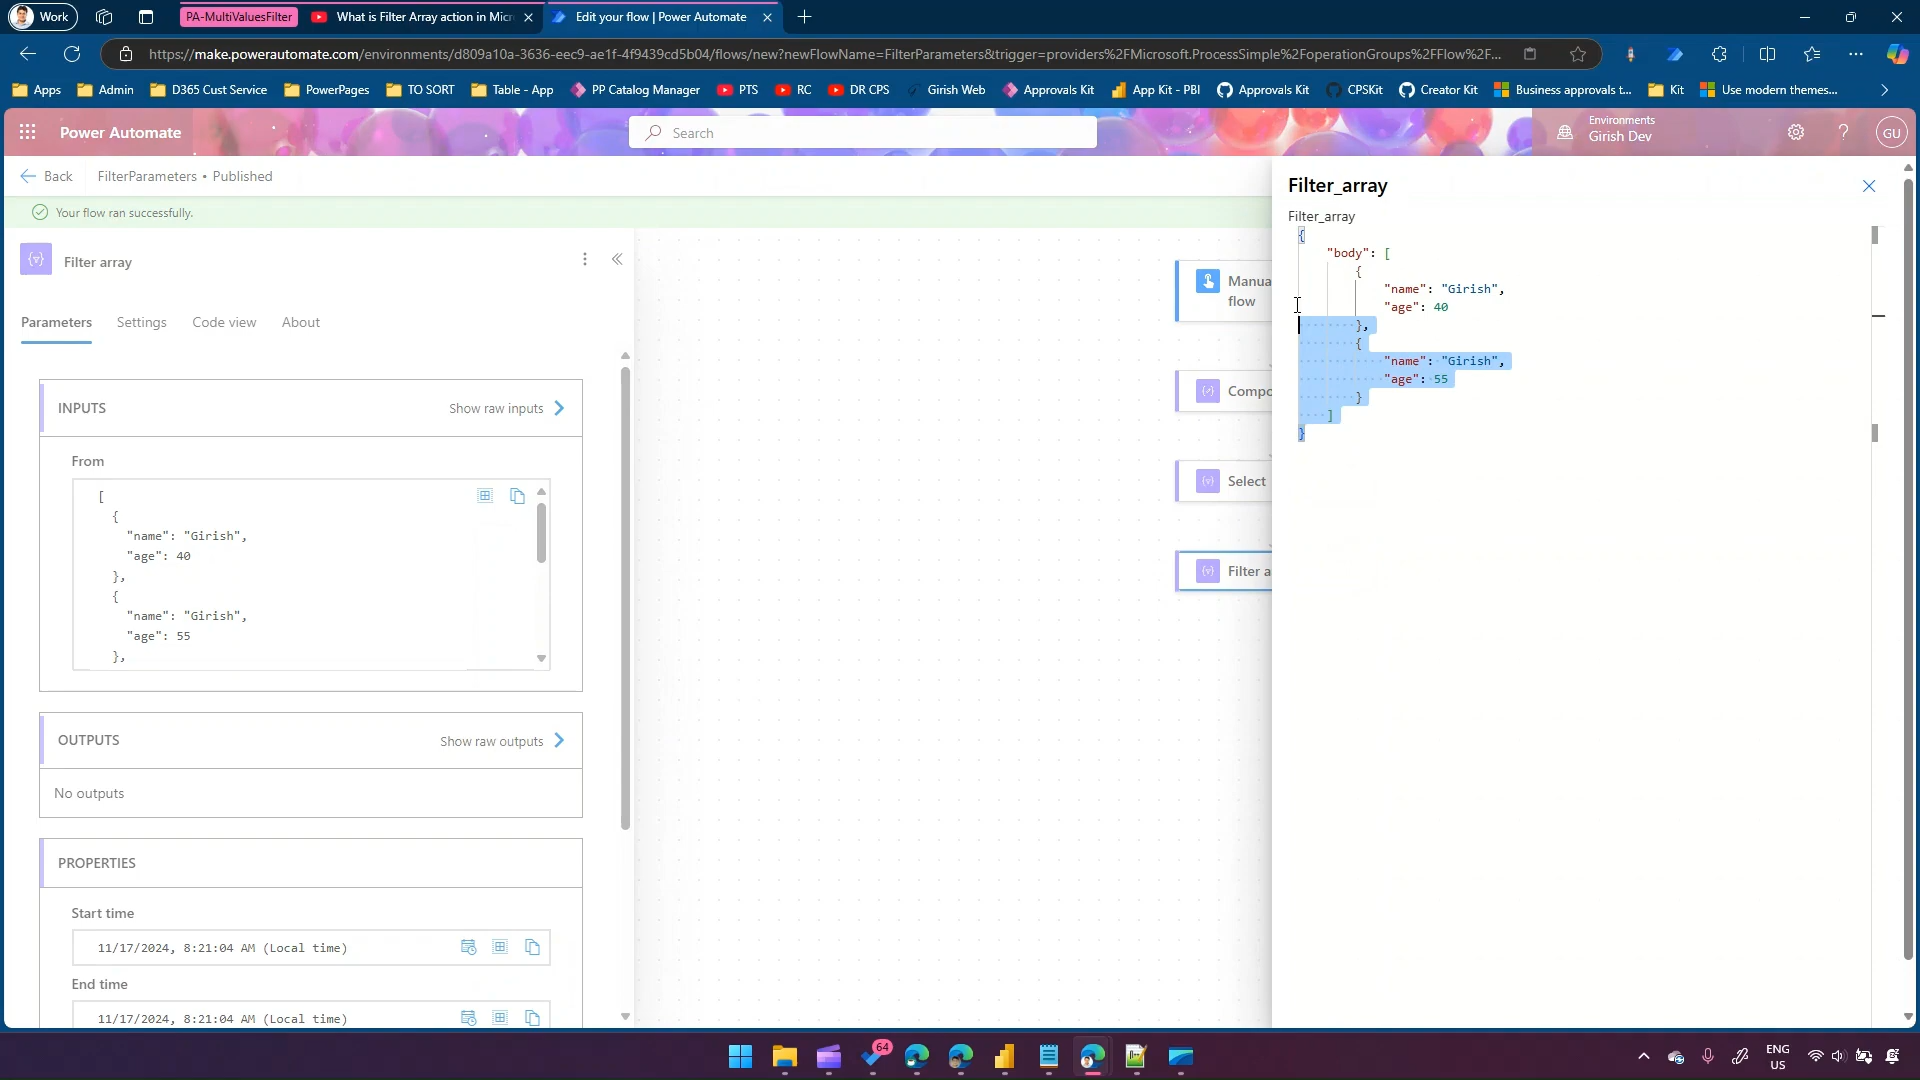 Work
PA-MultiValuesFilter
What is Filter Array action in Micr
Edit your flow | Power Automate
https://make.powerautomate.com/environments/d809a10a-3636-eec9-ae1f-4f9439cd5b04/flows/new?newFlowName=FilterParameters&trigger=providers%2FMicrosoft.ProcessSimple%2FoperationGroups%2FFlow%2F...
Apps
Admin
D365 Cust Service
PowerPages
TO SORT
Table - App
PP Catalog Manager
PTS
RC
DR CPS
Girish Web
Approvals Kit
App Kit - PBI
Approvals Kit
CPSKit
Creator Kit
Business approvals t...
Kit
Use modern themes...
Power Automate
Search
Environments
Girish Dev
GU
Back
FilterParameters • Published
Your flow ran successfully.
Filter array
Parameters
Settings
Code view
About
INPUTS
Show raw inputs
From
[
{
"name": "Girish",
"age": 40
},
{
"name": "Girish",
"age": 55
},
OUTPUTS
Show raw outputs
No outputs
PROPERTIES
Start time
11/17/2024, 8:21:04 AM (Local time)
End time
11/17/2024, 8:21:04 AM (Local time)
Manua
flow
Compo
Select
Filter a
Filter_array
Filter_array
{
"body": [
{
"name": "Girish",
"age": 40
},
{
"name": "Girish",
"age": 55
}
]
}
64
ENG
US